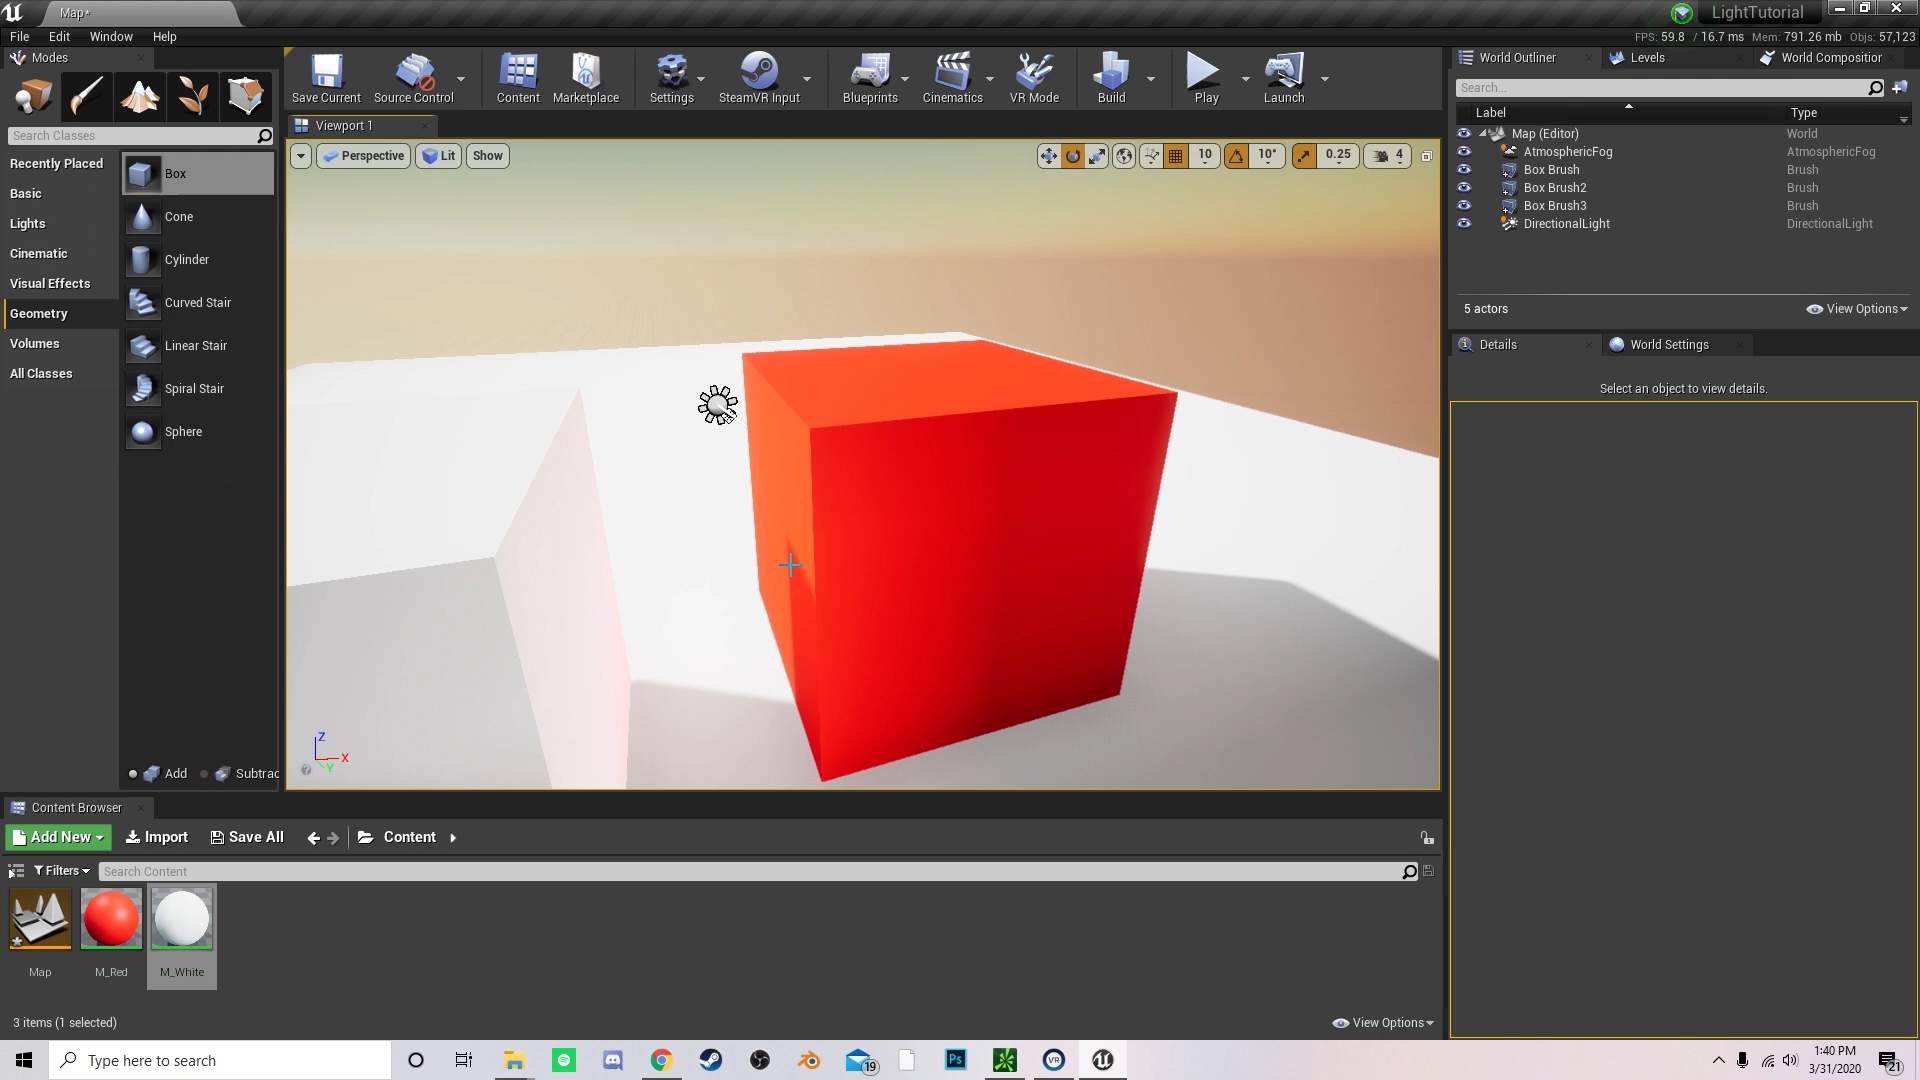 Map*
LightTutorial
File Edit Window Help
FPS: 59.8 / 16.7 ms Mem: 791.26 mb Objs: 57,123
Modes
Search Classes
Recently Placed
Basic
Lights
Cinematic
Visual Effects
Geometry
Volumes
All Classes
Box
Cone
Cylinder
Curved Stair
Linear Stair
Spiral Stair
Sphere
Add Subtrac
Save Current Source Control Content Marketplace Settings SteamVR Input Blueprints Cinematics VR Mode Build Play Launch
Viewport 1
Perspective Lit Show
10 10° 0.25 4
Z
X
Y
World Outliner Levels World Compositior
Search...
Label Type
Map (Editor) World
AtmosphericFog AtmosphericFog
Box Brush Brush
Box Brush2 Brush
Box Brush3 Brush
DirectionalLight DirectionalLight
5 actors View Options
Details World Settings
Select an object to view details.
Content Browser
Add New Import Save All Content
Filters Search Content
Map M_Red M_White
3 items (1 selected) View Options
Type here to search
19
Ps
VR
1:40 PM
3/31/2020
21